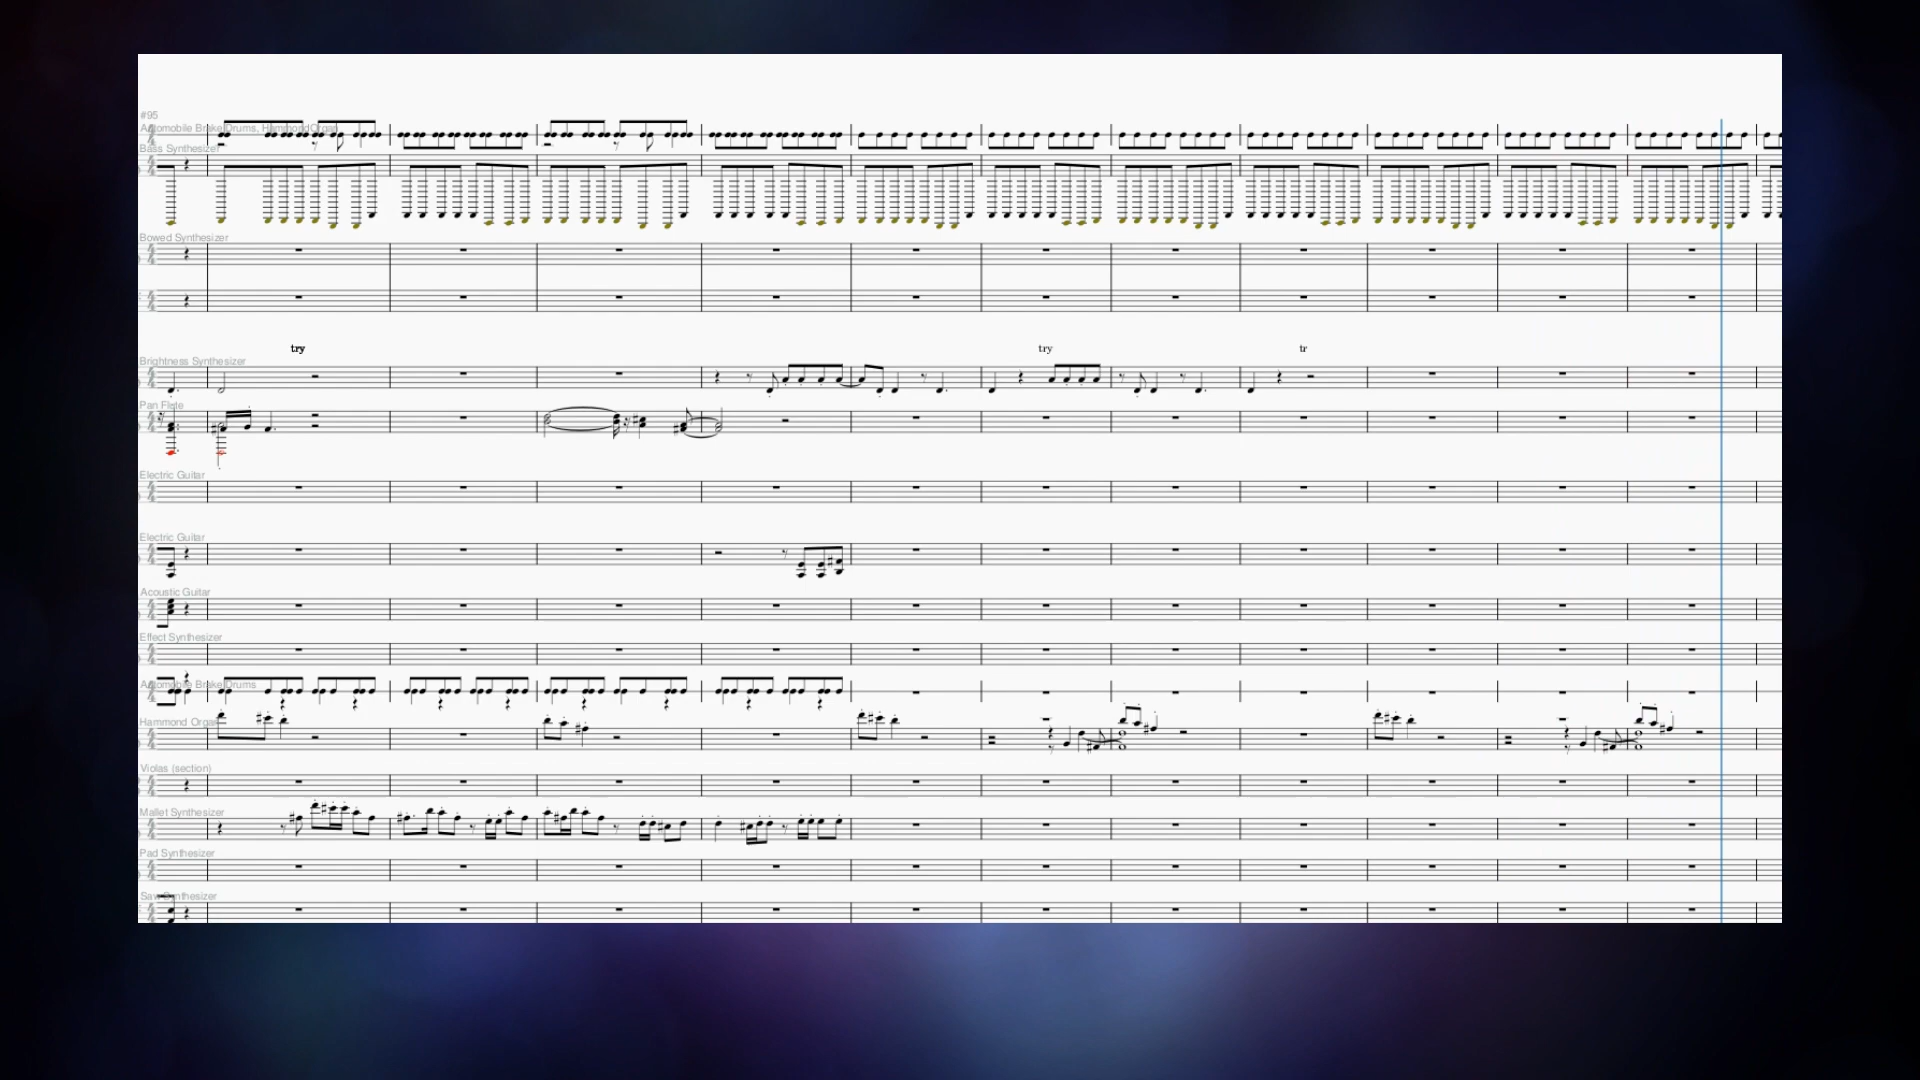 #95
Automobile Brake Drums, Hammond Organ
Bass Synthesizer
Bowed Synthesizer
try
Brightness Synthesizer
try
tr
Pan Flute
Electric Guitar
Electric Guitar
Acoustic Guitar
Effect Synthesizer
Automobile Brake Drums
Hammond Organ
Violas (section)
Mallet Synthesizer
Pad Synthesizer
Saw Synthesizer